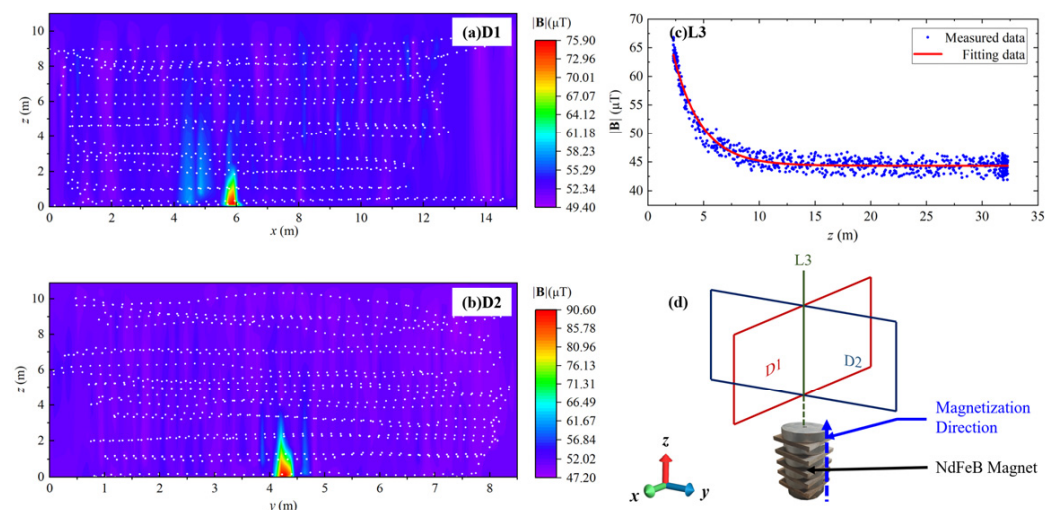 (a)D1
|B|(μT)
75.90
72.96
70.01
67.07
64.12
61.18
58.23
55.29
52.34
49.40
z (m)
10
8
6
4
2
0
0 2 4 6 8 10 12 14
x (m)
(c)L3
Measured data
Fitting data
|B| (μT)
70
65
60
55
50
45
40
0 5 10 15 20 25 30 35
z (m)
(b)D2
|B|(μT)
90.60
85.78
80.96
76.13
71.31
66.49
61.67
56.84
52.02
47.20
z (m)
10
8
6
4
2
0
0 2 4 6 8
y (m)
(d)
L3
D1
D2
Magnetization
Direction
NdFeB Magnet
z
x
y